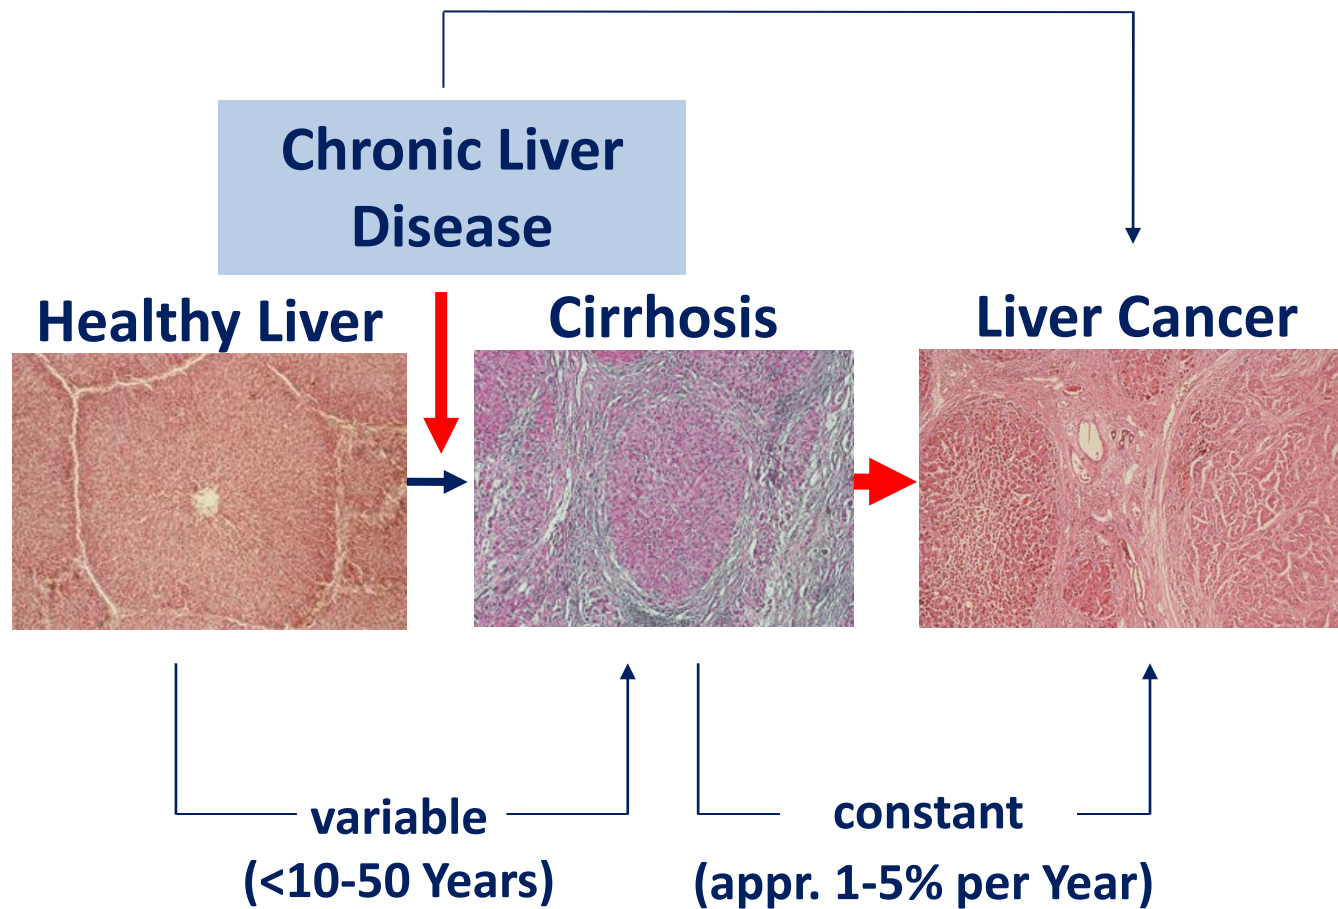 Chronic Liver
Disease
Healthy Liver
Cirrhosis
Liver Cancer
variable
(<10-50 Years)
constant
(appr. 1-5% per Year)